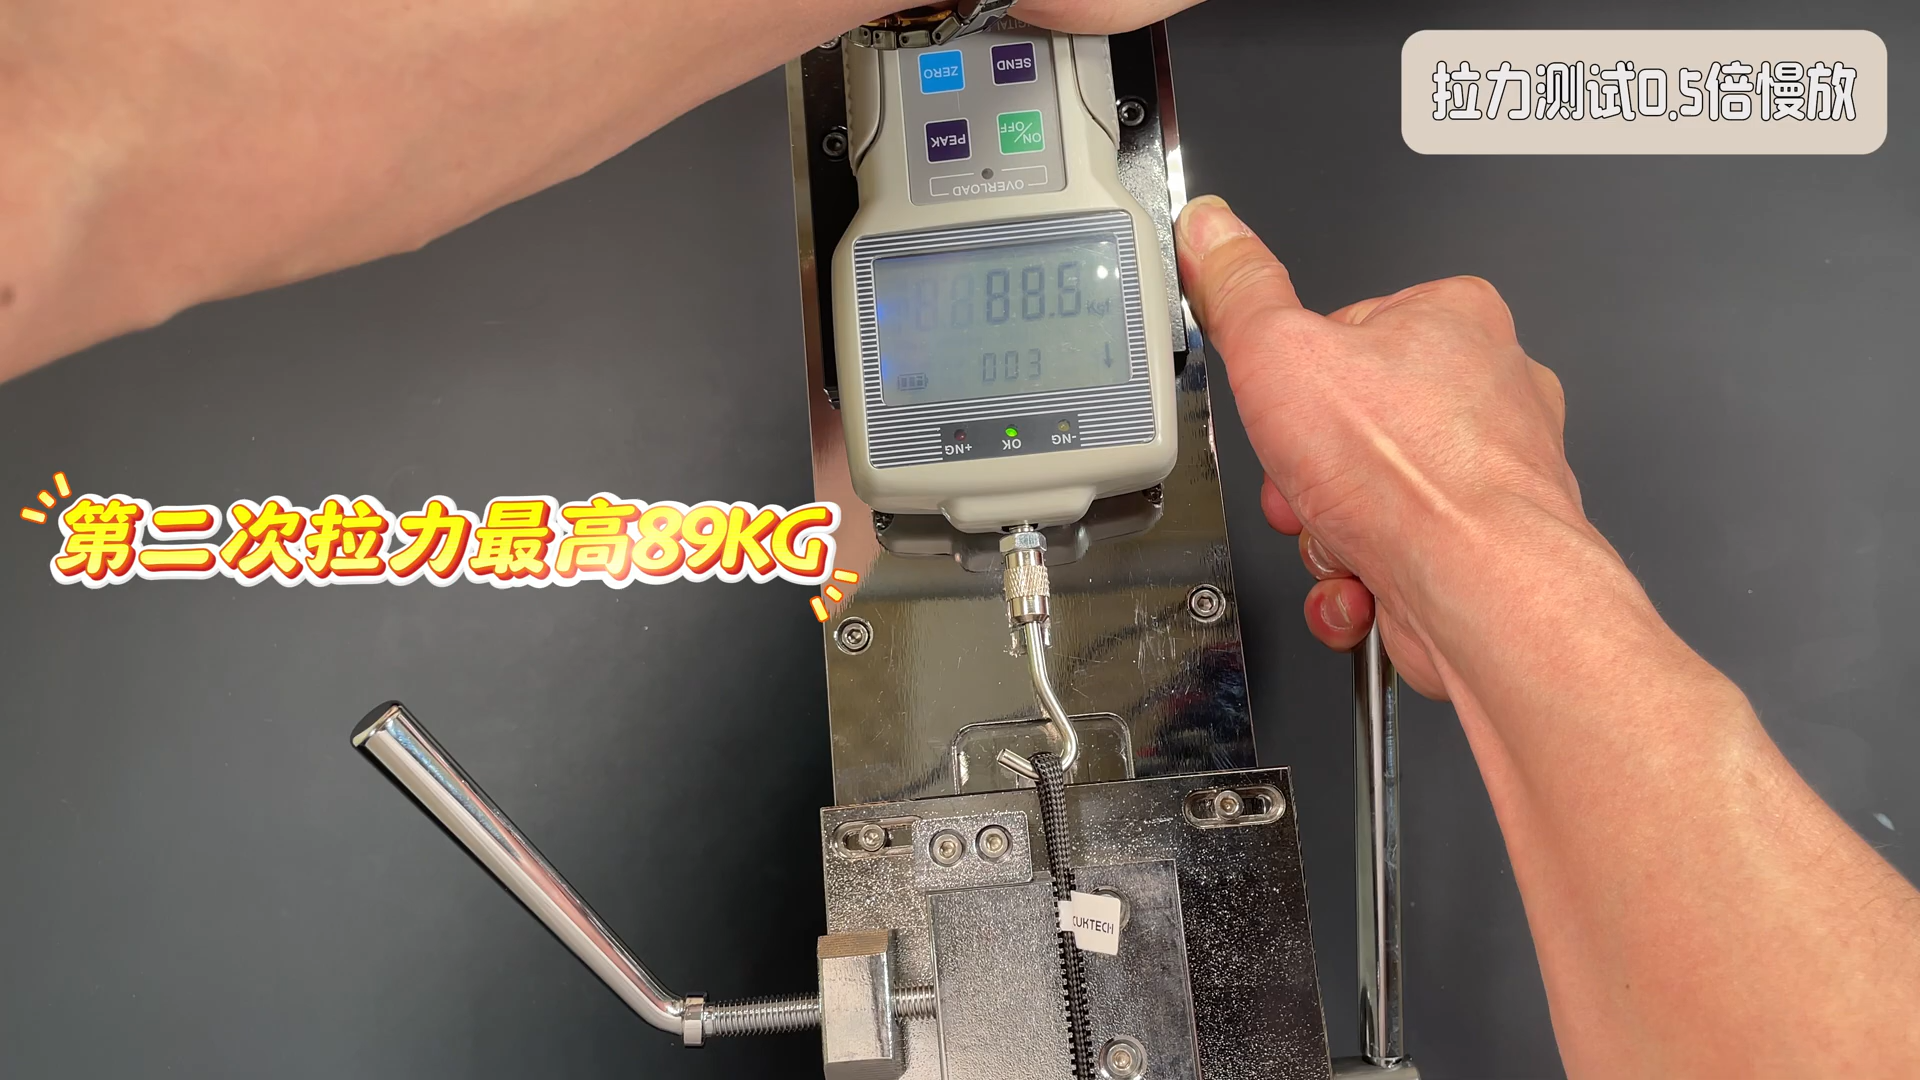 拉力测试0.5倍慢放
ZERO
SEND
PEAK
ON/OFF
OVERLOAD
88.5
Kgf
003
+NG
OK
-NG
第二次拉力最高89KG
CUKTECH